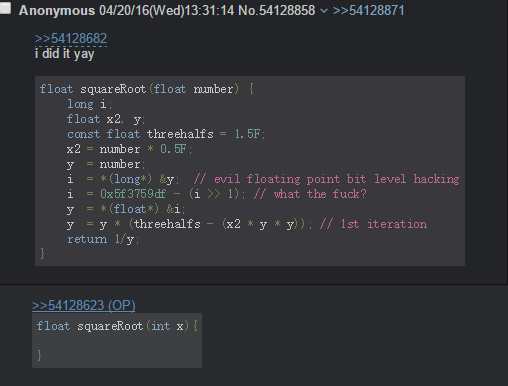 Anonymous 04/20/16(Wed)13:31:14 No.54128858 >>54128871
>>54128682
i did it yay
float squareRoot(float number) {
    long i;
    float x2, y;
    const float threehalfs = 1.5F;
    x2 = number * 0.5F;
    y  = number;
    i  = *(long*) &y;  // evil floating point bit level hacking
    i  = 0x5f3759df - (i >> 1); // what the fuck?
    y  = *(float*) &i;
    y  = y * (threehalfs - (x2 * y * y)); // 1st iteration
    return 1/y;
}
>>54128623 (OP)
float squareRoot(int x){
}